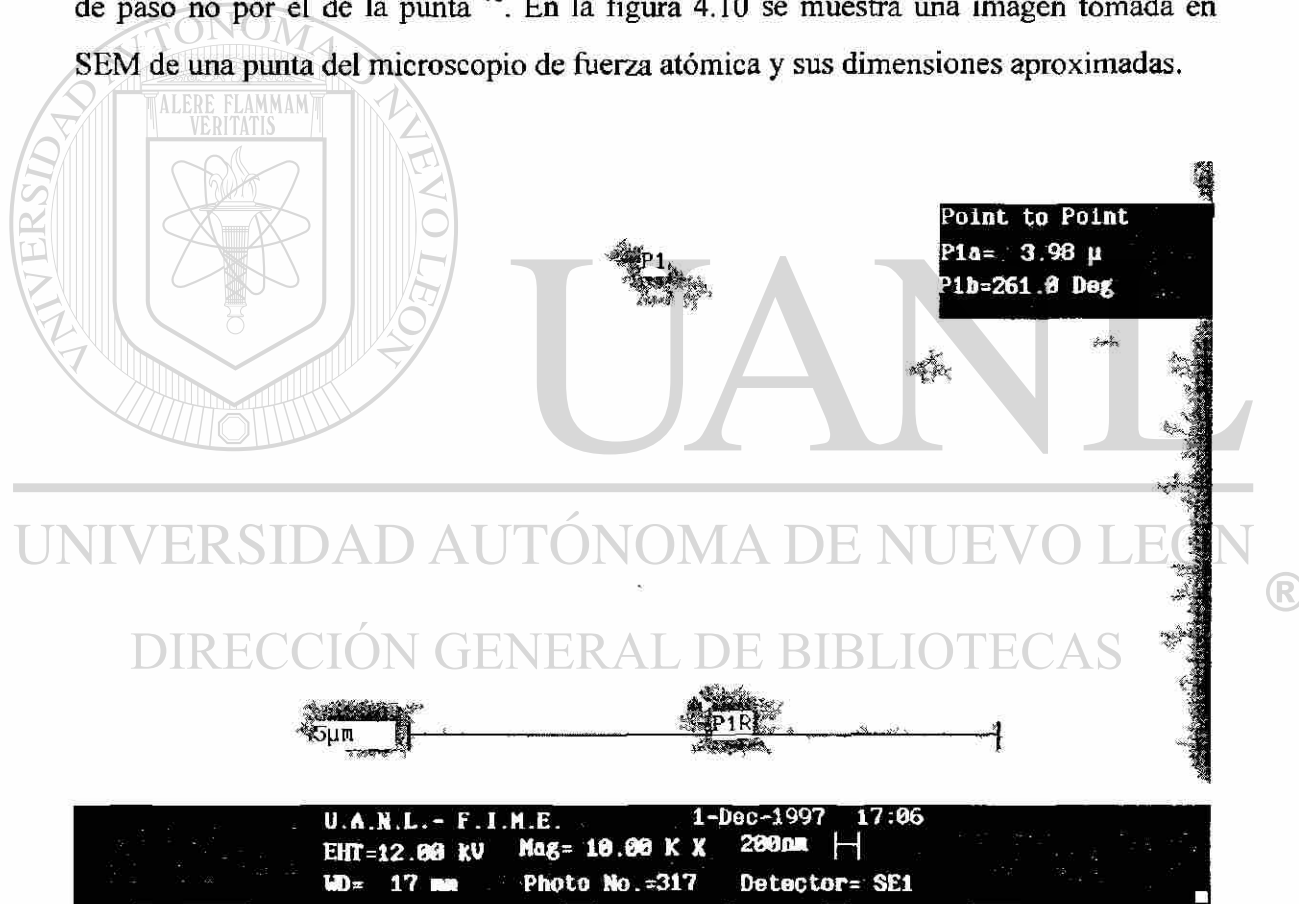 de paso no por el de la punta. En la figura 4.10 se muestra una imagen tomada en
SEM de una punta del microscopio de fuerza atómica y sus dimensiones aproximadas.
UNIVERSIDAD AUTONOMA NVEVO LEON
ALERE FLAMMAM
VERITATIS
UANL
Point to Point
P1a= 3.98 µ
P1b=261.0 Deg
P1
UNIVERSIDAD AUTÓNOMA DE NUEVO LEÓN
®
DIRECCIÓN GENERAL DE BIBLIOTECAS
5µm
P1R
U.A.N.L.- F.I.M.E. 1-Dec-1997 17:06
EHT=12.00 kV Mag= 10.00 K X 200nm
WD= 17 mm Photo No.=317 Detector= SE1